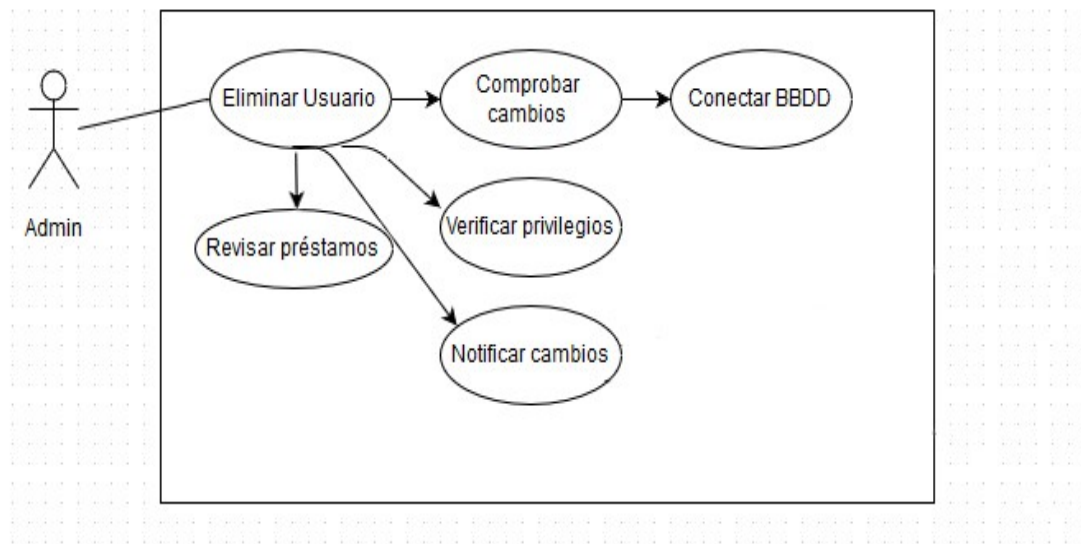 Eliminar Usuario
Comprobar
cambios
Conectar BBDD
Admin
Verificar privilegios
Revisar préstamos
Notificar cambios